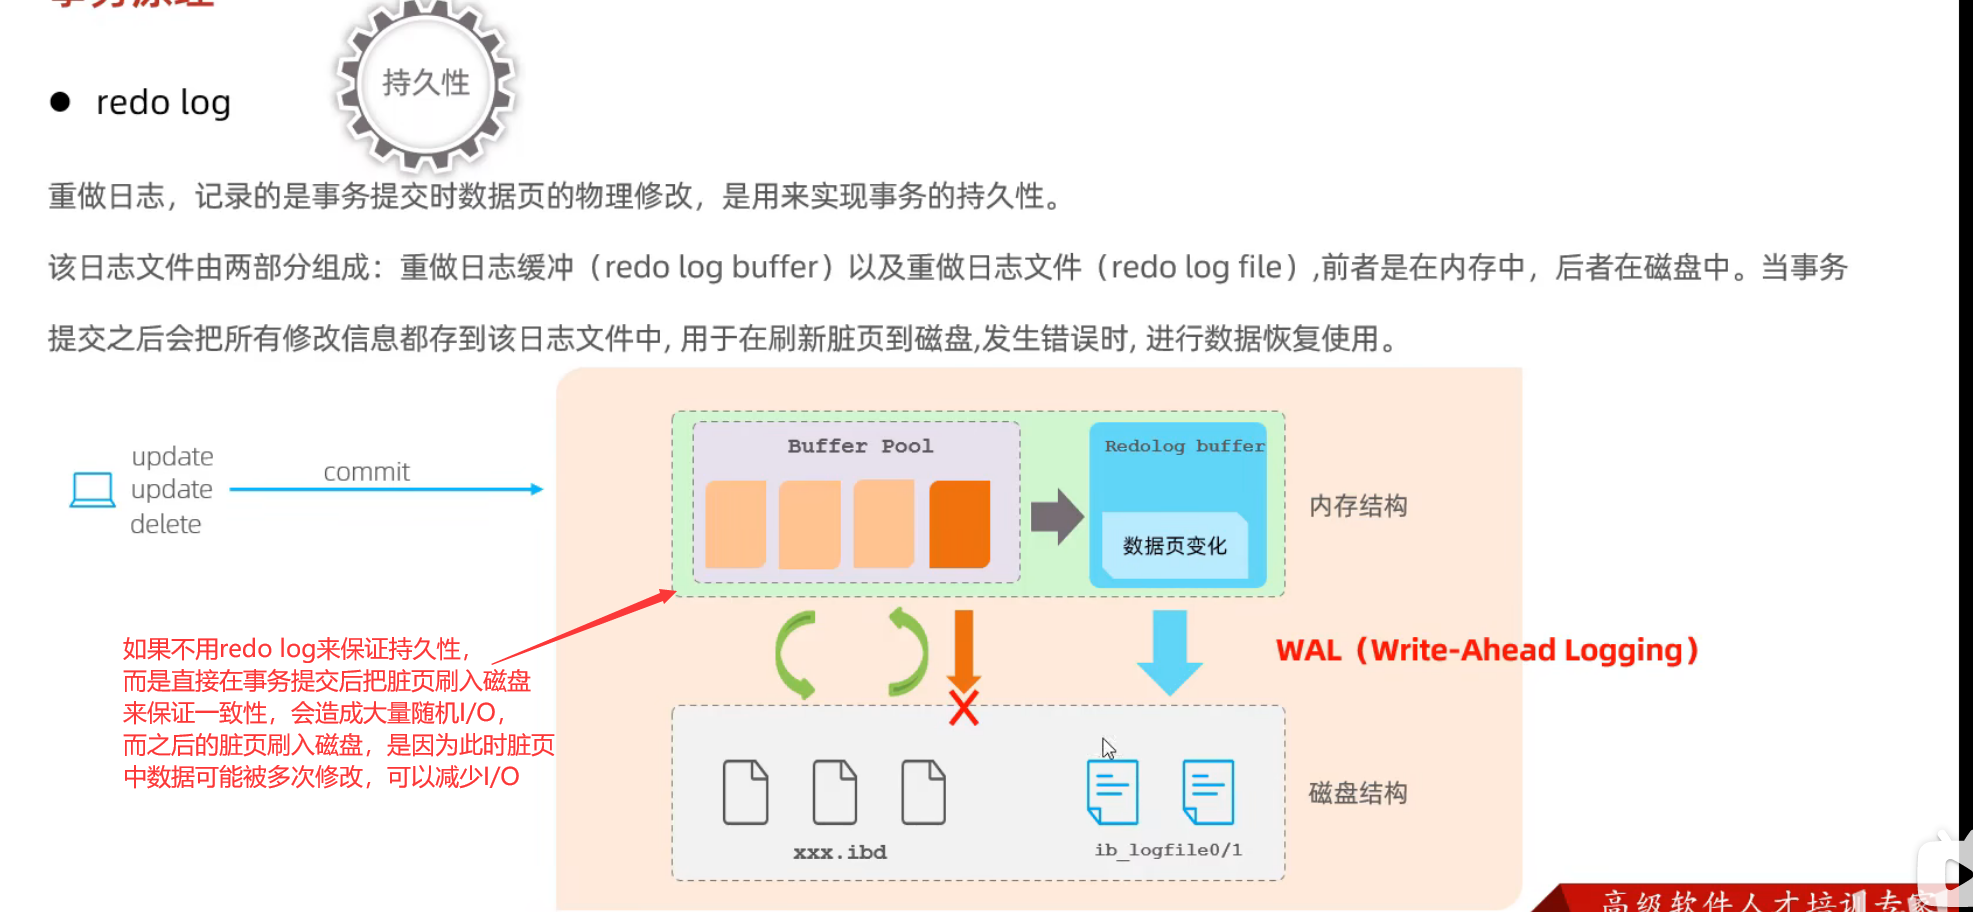 事务原理
持久性
● redo log
重做日志，记录的是事务提交时数据页的物理修改，是用来实现事务的持久性。
该日志文件由两部分组成：重做日志缓冲（redo log buffer）以及重做日志文件（redo log file）,前者是在内存中，后者在磁盘中。当事务
提交之后会把所有修改信息都存到该日志文件中, 用于在刷新脏页到磁盘,发生错误时, 进行数据恢复使用。
update
update
delete
commit
Buffer Pool
Redolog buffer
数据页变化
内存结构
如果不用redo log来保证持久性，
而是直接在事务提交后把脏页刷入磁盘
来保证一致性，会造成大量随机I/O，
而之后的脏页刷入磁盘，是因为此时脏页
中数据可能被多次修改，可以减少I/O
WAL（Write-Ahead Logging）
xxx.ibd
ib_logfile0/1
磁盘结构
高级软件人才培训专家